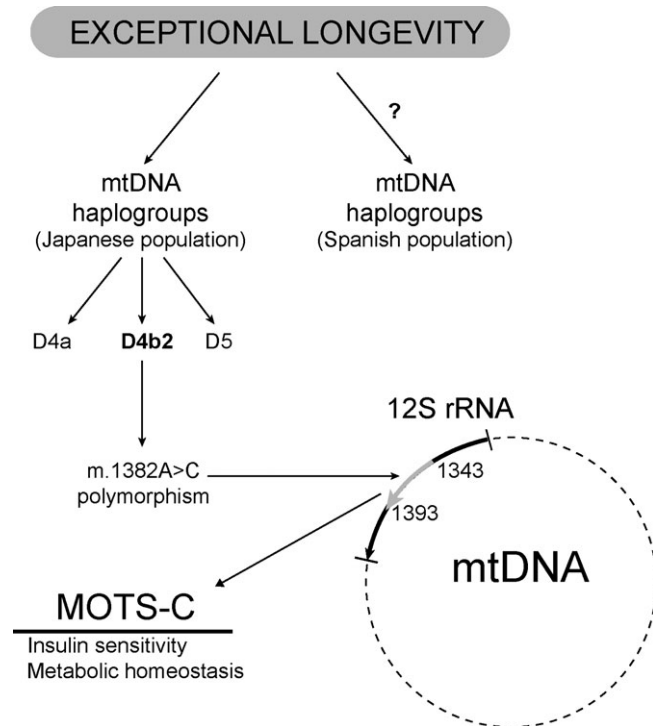 EXCEPTIONAL LONGEVITY
?
mtDNA
haplogroups
(Japanese population)
mtDNA
haplogroups
(Spanish population)
D4a
D4b2
D5
m.1382A>C
polymorphism
12S rRNA
1343
1393
mtDNA
MOTS-C
Insulin sensitivity
Metabolic homeostasis